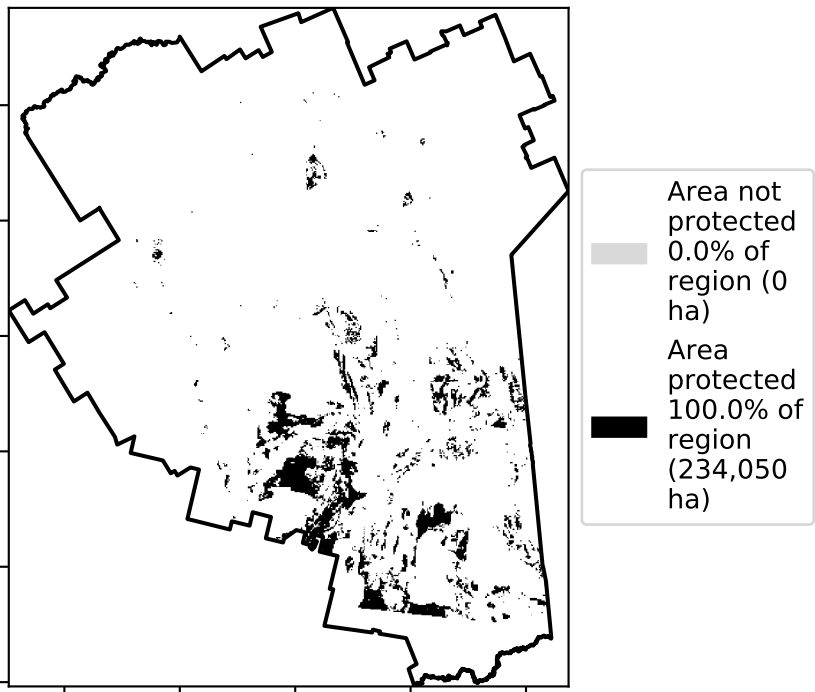 Area not
protected
0.0% of
region (0
ha)
Area
protected
100.0% of
region
(234,050
ha)